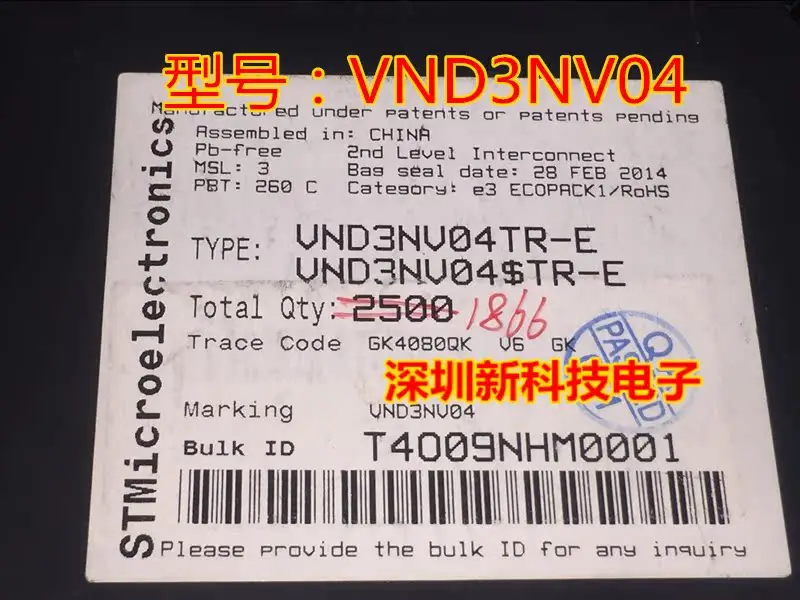 型号：VND3NV04
Manufactured under patents or patents pending
Assembled in: CHINA
Pb-free 2nd Level Interconnect
MSL: 3 Bag seal date: 28 FEB 2014
PBT: 260 C Category: e3 ECOPACK1/RoHS
STMicroelectronics
TYPE: VND3NV04TR-E
VND3NV04$TR-E
Total Qty: 2500 1866
Trace Code GK4080QK V6 GK
深圳新科技电子
Marking VND3NV04
Bulk ID T4009NHM0001
Please provide the bulk ID for any inquiry